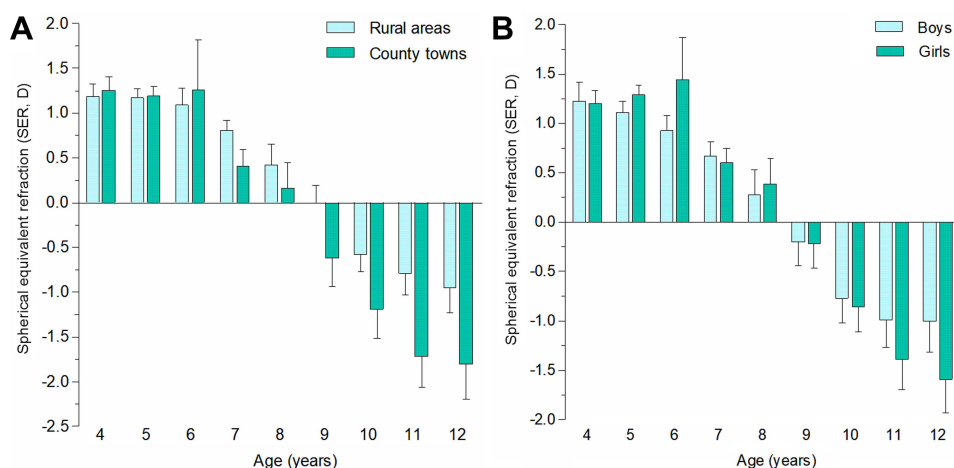 A
Rural areas
County towns
Spherical equivalent refraction (SER, D)
2.0
1.5
1.0
0.5
0.0
-0.5
-1.0
-1.5
-2.0
-2.5
4 5 6 7 8 9 10 11 12
Age (years)
B
Boys
Girls
Spherical equivalent refraction (SER, D)
2.0
1.5
1.0
0.5
0.0
-0.5
-1.0
-1.5
-2.0
4 5 6 7 8 9 10 11 12
Age (years)